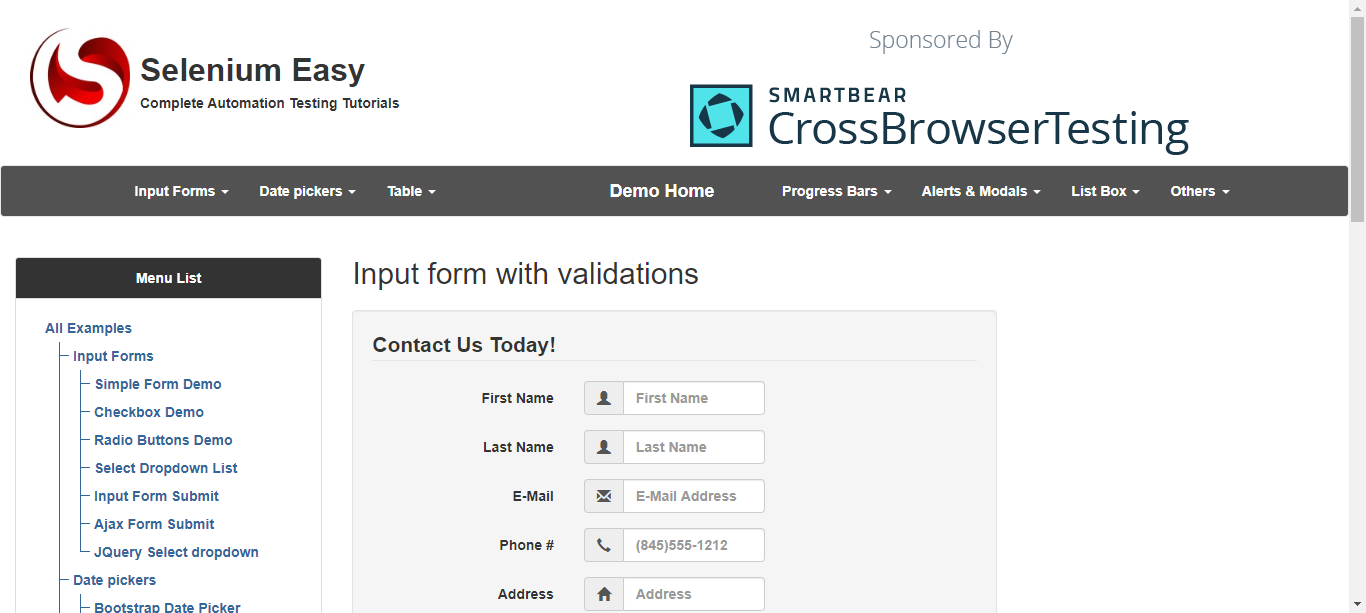 Sponsored By
Selenium Easy
Complete Automation Testing Tutorials
SMARTBEAR
CrossBrowserTesting
Input Forms Date pickers Table Demo Home Progress Bars Alerts & Modals List Box Others
Menu List
All Examples
Input Forms
Simple Form Demo
Checkbox Demo
Radio Buttons Demo
Select Dropdown List
Input Form Submit
Ajax Form Submit
JQuery Select dropdown
Date pickers
Bootstrap Date Picker
Input form with validations
Contact Us Today!
First Name First Name
Last Name Last Name
E-Mail E-Mail Address
Phone # (845)555-1212
Address Address